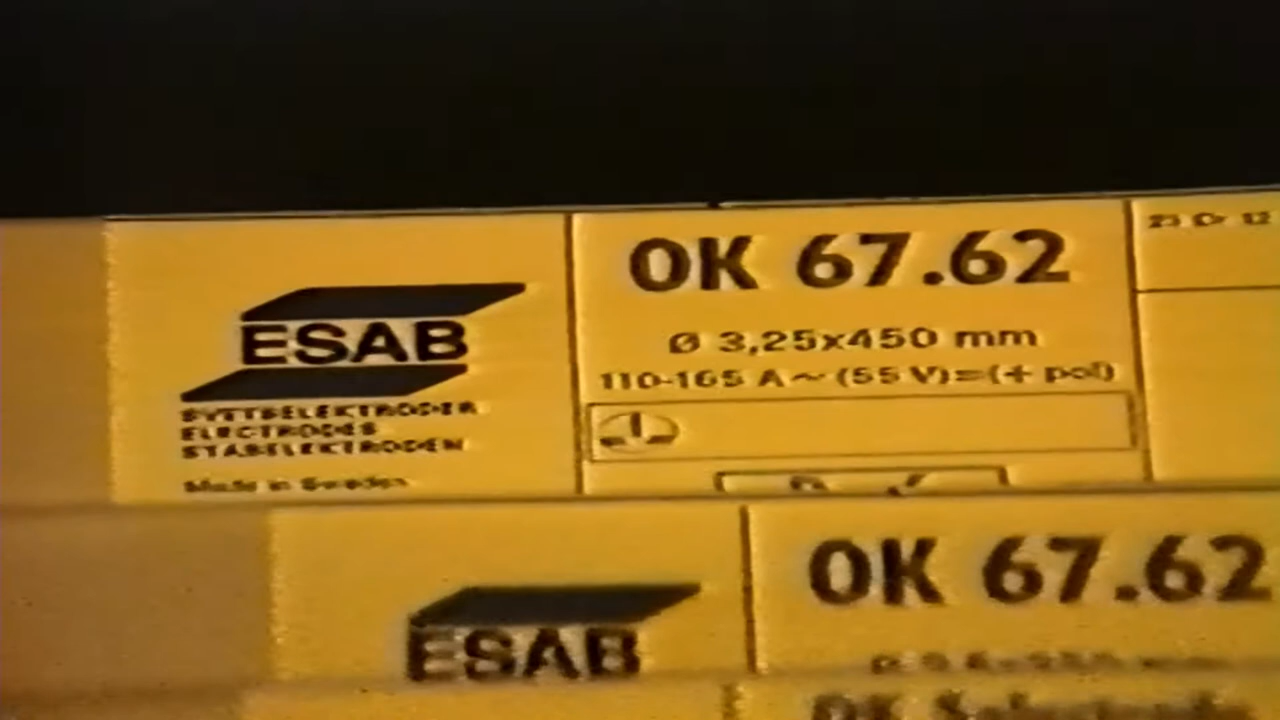 ESAB
SVETSELEKTRODER
ELECTRODES
STABELEKTRODEN
Made in Sweden
OK 67.62
Ø 3,25x450 mm
110-165 A ~ (55 V)=(+ pol)
ESAB
OK 67.62
OK